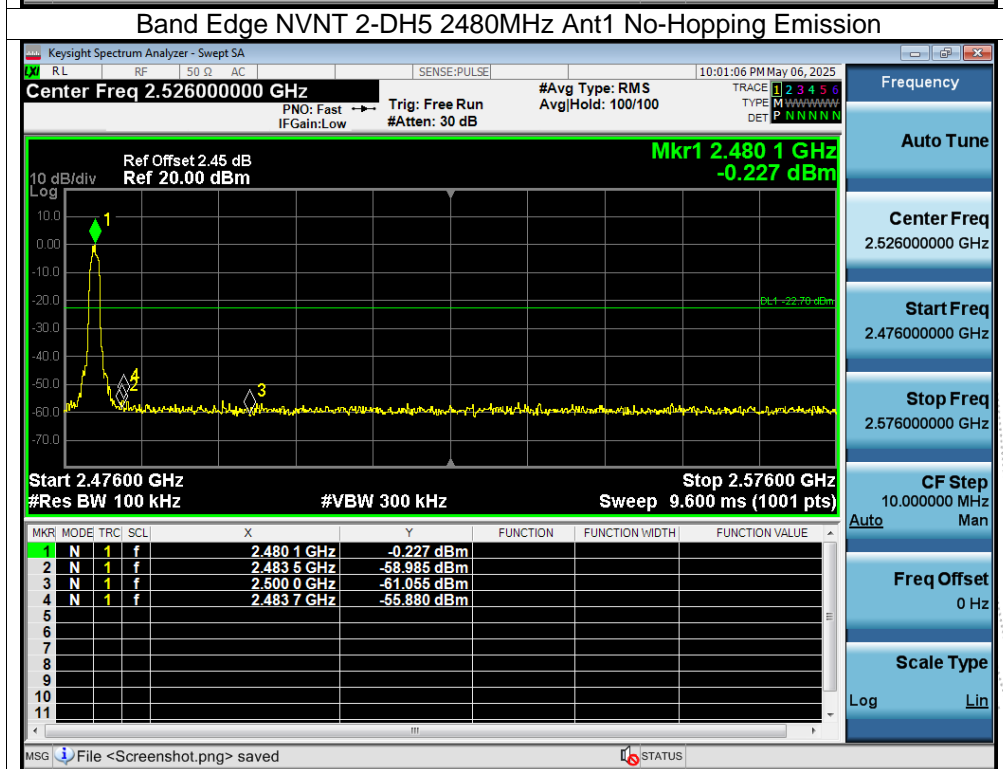 Band Edge NVNT 2-DH5 2480MHz Ant1 No-Hopping Emission
Keysight Spectrum Analyzer - Swept SA
LXI RL RF 50 Ω AC SENSE:PULSE 10:01:06 PM May 06, 2025
Center Freq 2.526000000 GHz #Avg Type: RMS TRACE 1 2 3 4 5 6
PNO: Fast Trig: Free Run Avg|Hold: 100/100 TYPE M WWWWW
IFGain:Low #Atten: 30 dB DET P N N N N N
Frequency
Auto Tune
Mkr1 2.480 1 GHz
-0.227 dBm
Ref Offset 2.45 dB
10 dB/div Ref 20.00 dBm
Log
10.0
0.00
-10.0
-20.0
-30.0
-40.0
-50.0
-60.0
-70.0
1
DL1 -22.70 dBm
4
2
3
Start 2.47600 GHz Stop 2.57600 GHz
#Res BW 100 kHz #VBW 300 kHz Sweep 9.600 ms (1001 pts)
MKR MODE TRC SCL X Y FUNCTION FUNCTION WIDTH FUNCTION VALUE
1 N 1 f 2.480 1 GHz -0.227 dBm
2 N 1 f 2.483 5 GHz -58.985 dBm
3 N 1 f 2.500 0 GHz -61.055 dBm
4 N 1 f 2.483 7 GHz -55.880 dBm
5
6
7
8
9
10
11
Center Freq
2.526000000 GHz
Start Freq
2.476000000 GHz
Stop Freq
2.576000000 GHz
CF Step
10.000000 MHz
Auto Man
Freq Offset
0 Hz
Scale Type
Log Lin
MSG File <Screenshot.png> saved STATUS